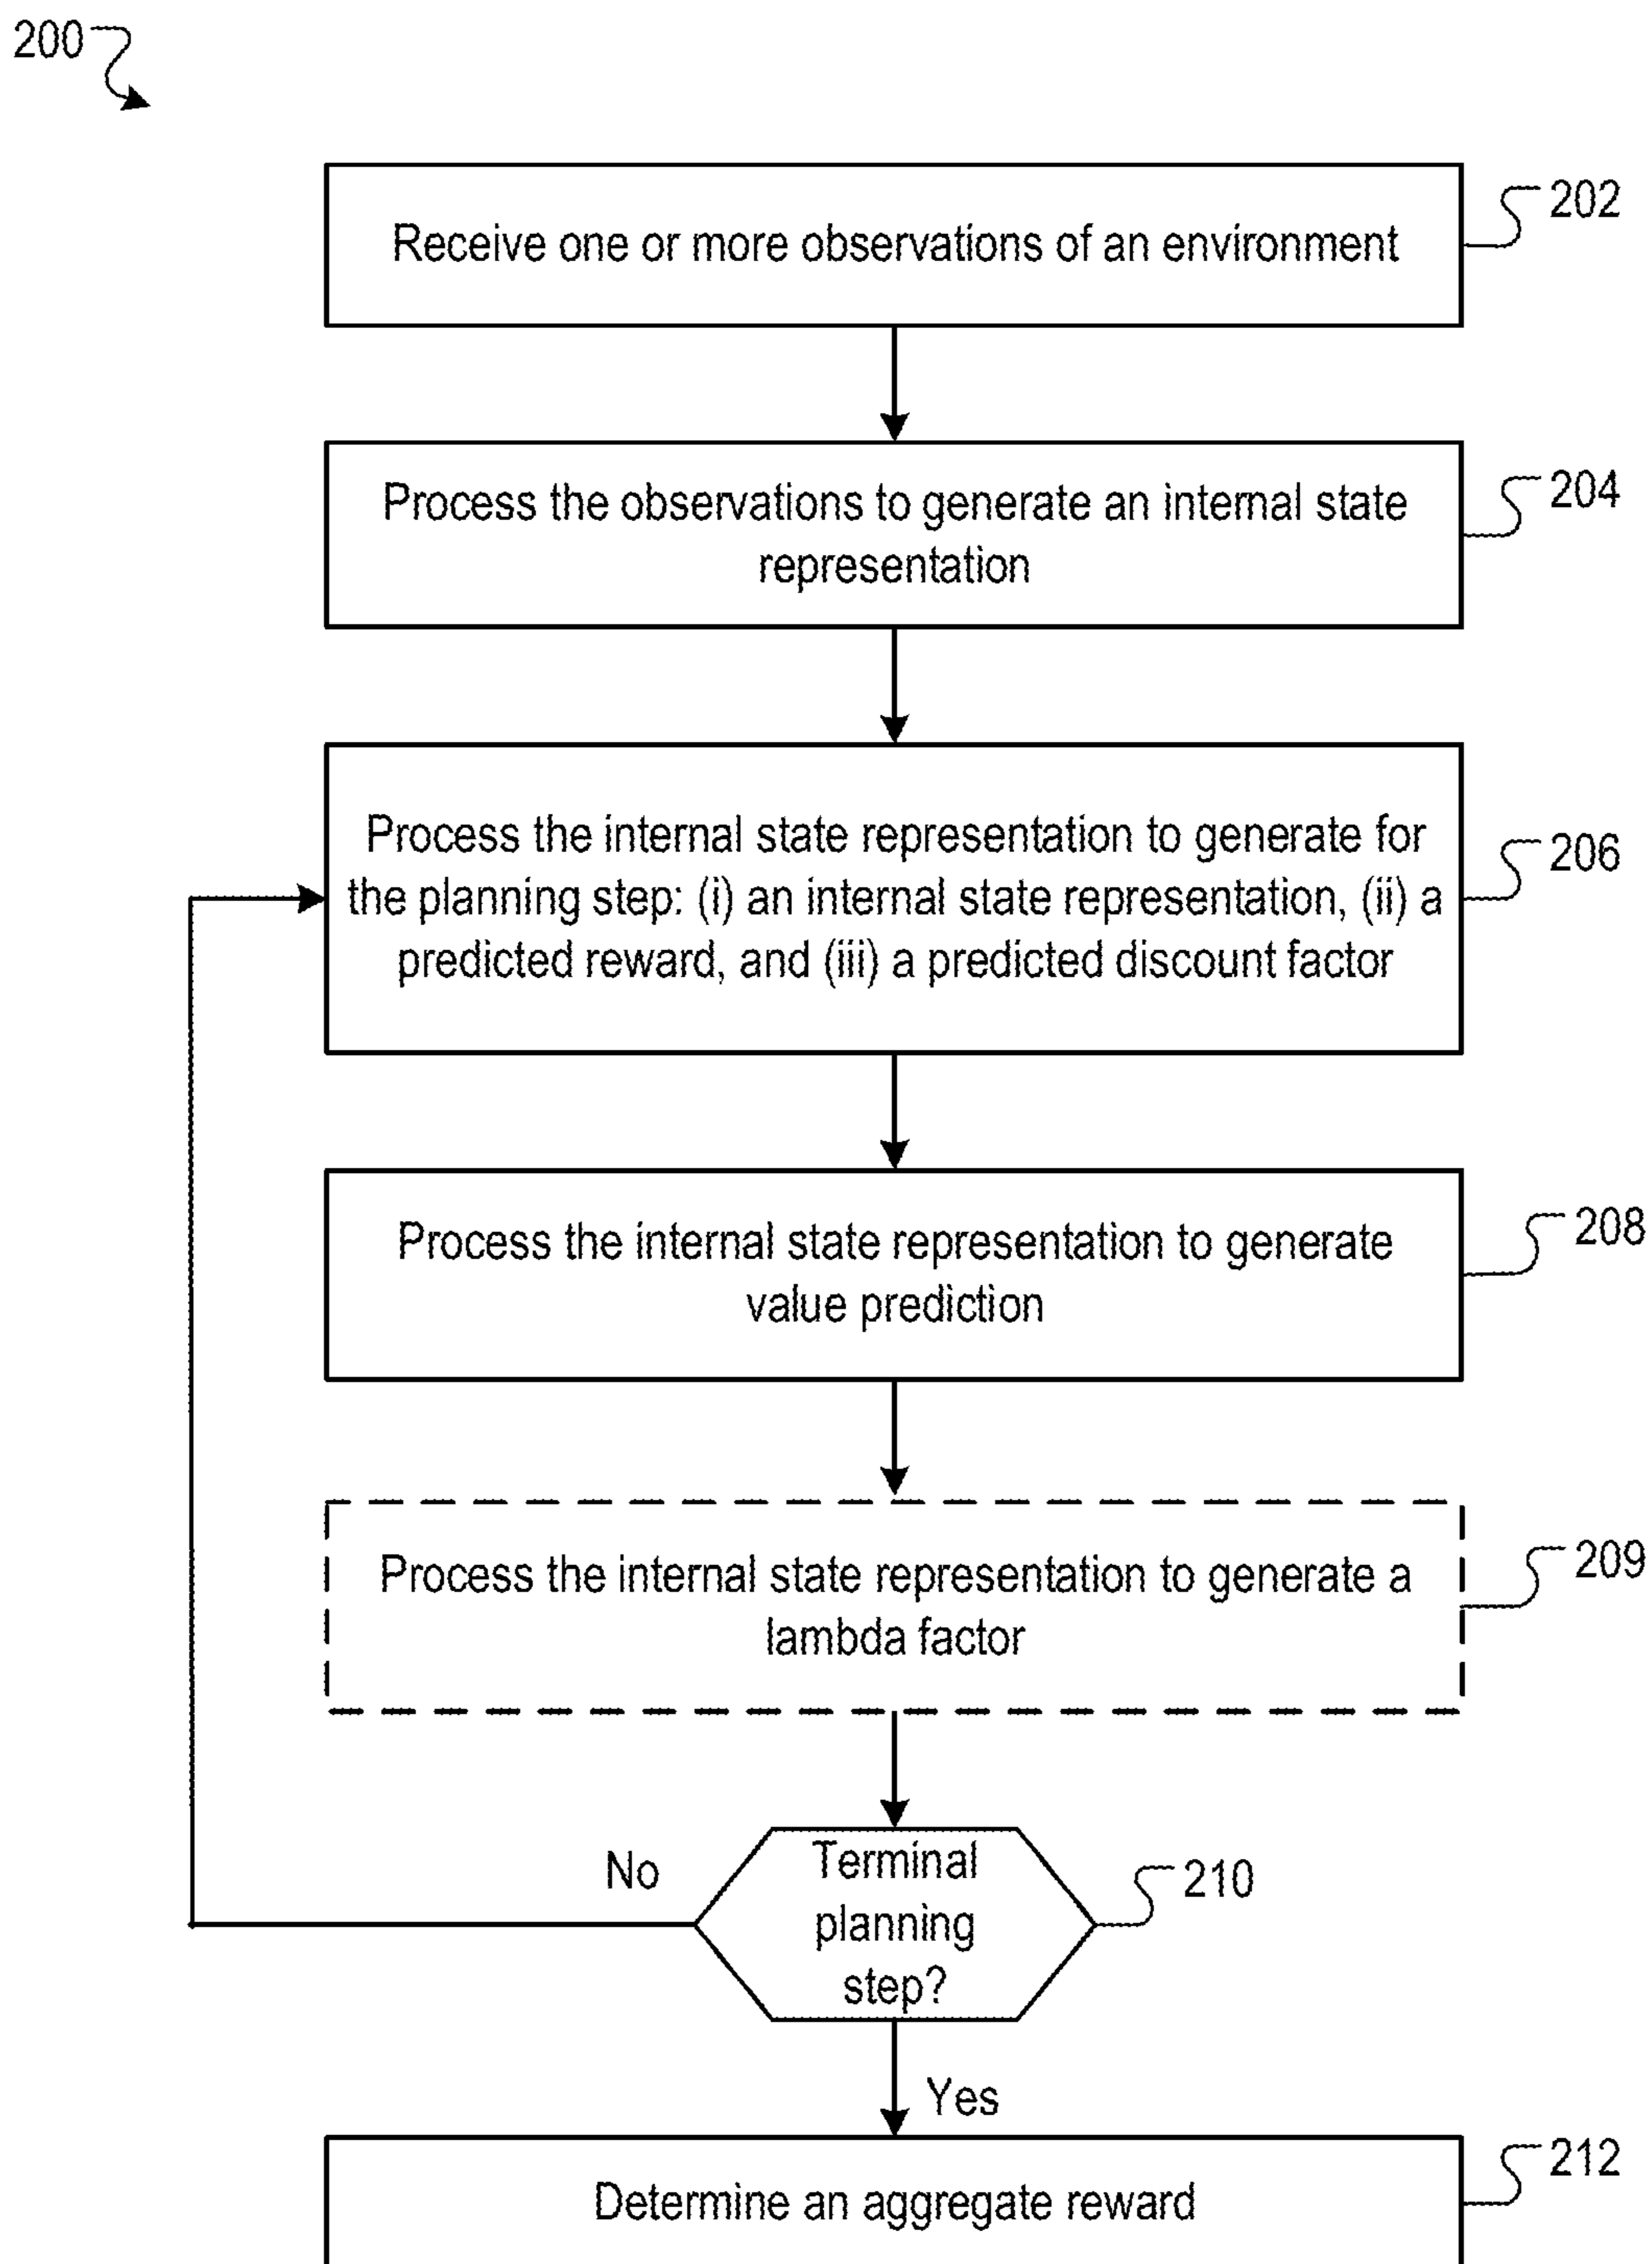 200
Receive one or more observations of an environment
202
Process the observations to generate an internal state
representation
204
Process the internal state representation to generate for
the planning step: (i) an internal state representation, (ii) a
predicted reward, and (iii) a predicted discount factor
206
Process the internal state representation to generate
value prediction
208
Process the internal state representation to generate a
lambda factor
209
Terminal
planning
step?
210
No
Yes
Determine an aggregate reward
212